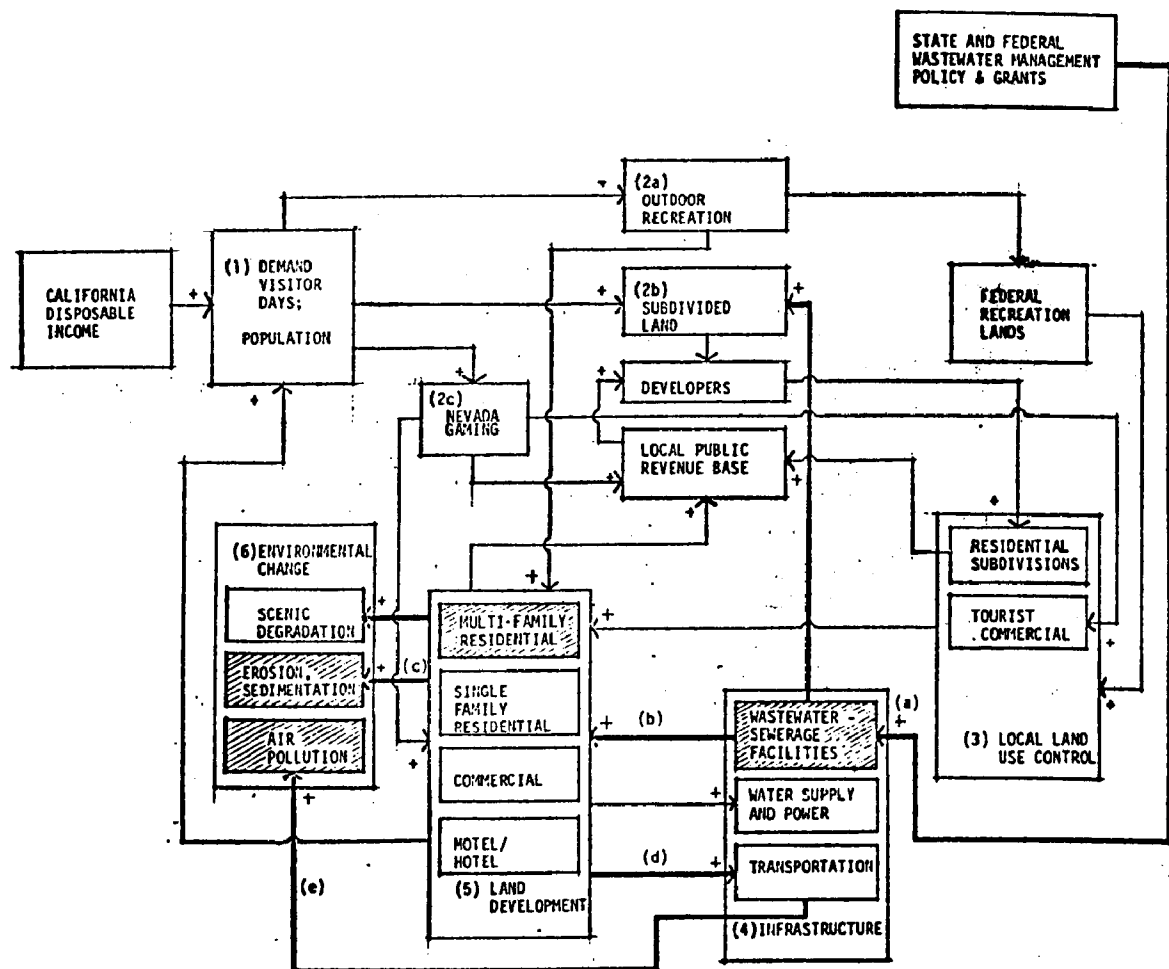 STATE AND FEDERAL
WASTEWATER MANAGEMENT
POLICY & GRANTS
(2a)
OUTDOOR
RECREATION
CALIFORNIA
DISPOSABLE
INCOME
+
(1) DEMAND
VISITOR
DAYS;
POPULATION
+
+
(2b)
SUBDIVIDED
LAND
+
FEDERAL
RECREATION
LANDS
+
DEVELOPERS
+
(2c)
NEVADA
GAMING
LOCAL PUBLIC
REVENUE BASE
+
+
+
+
RESIDENTIAL
SUBDIVISIONS
TOURIST
COMMERCIAL
+
+
(3) LOCAL LAND
USE CONTROL
(6) ENVIRONMENTAL
CHANGE
SCENIC
DEGRADATION
+
EROSION,
SEDIMENTATION
+
(c)
AIR
POLLUTION
+
+
+
MULTI-FAMILY
RESIDENTIAL
+
SINGLE
FAMILY
RESIDENTIAL
COMMERCIAL
MOTEL/
HOTEL
(5) LAND
DEVELOPMENT
+
(b)
(a)
+
WASTEWATER -
SEWERAGE
FACILITIES
+
WATER SUPPLY
AND POWER
(d)
+
TRANSPORTATION
(4) INFRASTRUCTURE
(e)